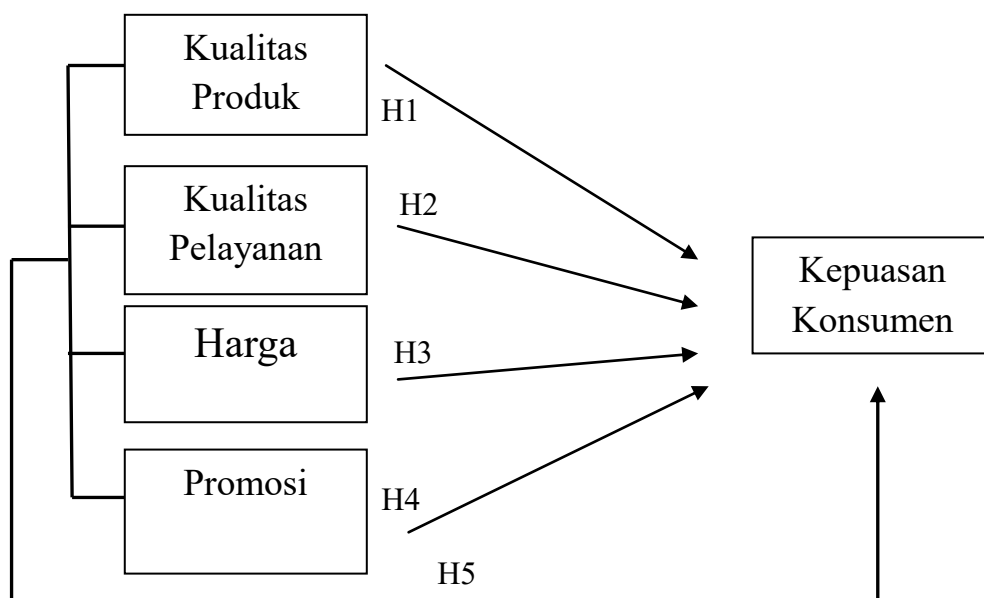 Kualitas
Produk
H1
Kualitas
Pelayanan
H2
Harga
H3
Promosi
H4
H5
Kepuasan
Konsumen